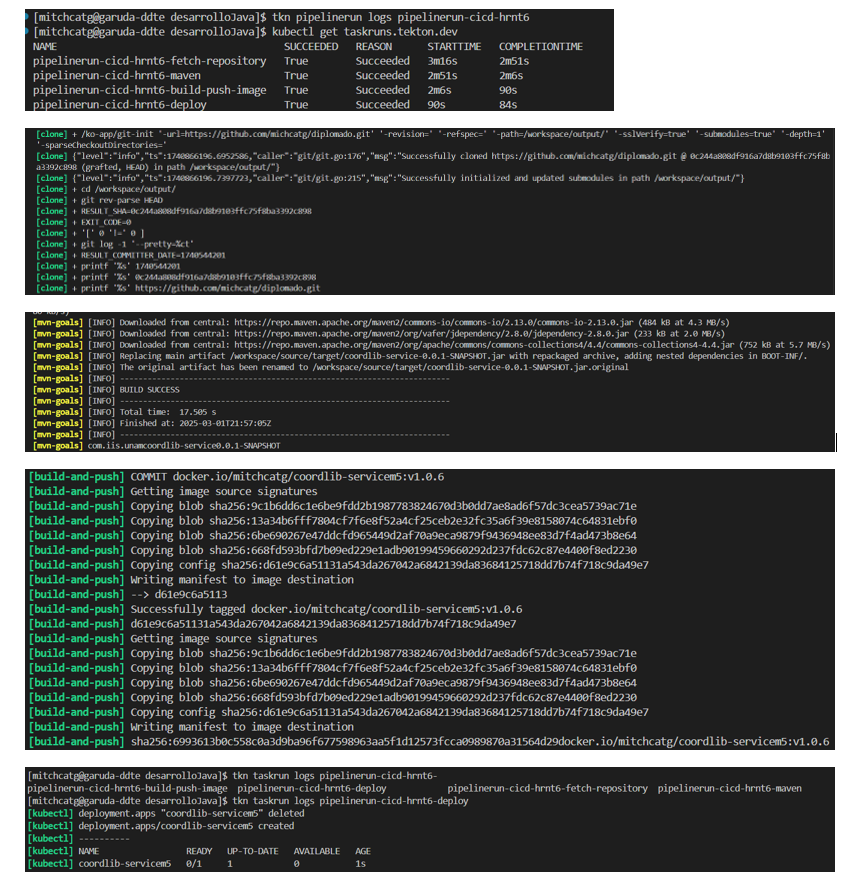 [mitchcatg@garuda-ddte desarrolloJava]$ tkn pipelinerun logs pipelinerun-cicd-hrnt6
[mitchcatg@garuda-ddte desarrolloJava]$ kubectl get taskruns.tekton.dev
NAME SUCCEEDED REASON STARTTIME COMPLETIONTIME
pipelinerun-cicd-hrnt6-fetch-repository True Succeeded 3m16s 2m51s
pipelinerun-cicd-hrnt6-maven True Succeeded 2m51s 2m6s
pipelinerun-cicd-hrnt6-build-push-image True Succeeded 2m6s 90s
pipelinerun-cicd-hrnt6-deploy True Succeeded 90s 84s
[clone] + /ko-app/git-init '-url=https://github.com/michcatg/diplomado.git' '-revision=' '-refspec=' '-path=/workspace/output/' '-sslVerify=true' '-submodules=true' '-depth=1'
'-sparseCheckoutDirectories='
[clone] {"level":"info","ts":1740866196.6952586,"caller":"git/git.go:176","msg":"Successfully cloned https://github.com/michcatg/diplomado.git @ 0c244a808df916a7d8b9103ffc75f8b
a3392c898 (grafted, HEAD) in path /workspace/output/"}
[clone] {"level":"info","ts":1740866196.7397723,"caller":"git/git.go:215","msg":"Successfully initialized and updated submodules in path /workspace/output/"}
[clone] + cd /workspace/output/
[clone] + git rev-parse HEAD
[clone] + RESULT_SHA=0c244a808df916a7d8b9103ffc75f8ba3392c898
[clone] + EXIT_CODE=0
[clone] + '[' 0 '!=' 0 ]
[clone] + git log -1 '--pretty=%ct'
[clone] + RESULT_COMMITTER_DATE=1740544201
[clone] + printf '%s' 1740544201
[clone] + printf '%s' 0c244a808df916a7d8b9103ffc75f8ba3392c898
[clone] + printf '%s' https://github.com/michcatg/diplomado.git
[mvn-goals] [INFO] Downloaded from central: https://repo.maven.apache.org/maven2/commons-io/commons-io/2.13.0/commons-io-2.13.0.jar (484 kB at 4.3 MB/s)
[mvn-goals] [INFO] Downloaded from central: https://repo.maven.apache.org/maven2/org/vafer/jdependency/2.8.0/jdependency-2.8.0.jar (233 kB at 2.0 MB/s)
[mvn-goals] [INFO] Downloaded from central: https://repo.maven.apache.org/maven2/org/apache/commons/commons-collections4/4.4/commons-collections4-4.4.jar (752 kB at 5.7 MB/s)
[mvn-goals] [INFO] Replacing main artifact /workspace/source/target/coordlib-service-0.0.1-SNAPSHOT.jar with repackaged archive, adding nested dependencies in BOOT-INF/.
[mvn-goals] [INFO] The original artifact has been renamed to /workspace/source/target/coordlib-service-0.0.1-SNAPSHOT.jar.original
[mvn-goals] [INFO] ------------------------------------------------------------------------
[mvn-goals] [INFO] BUILD SUCCESS
[mvn-goals] [INFO] ------------------------------------------------------------------------
[mvn-goals] [INFO] Total time:  17.505 s
[mvn-goals] [INFO] Finished at: 2025-03-01T21:57:05Z
[mvn-goals] [INFO] ------------------------------------------------------------------------
[mvn-goals] com.iis.unamcoordlib-service0.0.1-SNAPSHOT
[build-and-push] COMMIT docker.io/mitchcatg/coordlib-servicem5:v1.0.6
[build-and-push] Getting image source signatures
[build-and-push] Copying blob sha256:9c1b6dd6c1e6be9fdd2b1987783824670d3b0dd7ae8ad6f57dc3cea5739ac71e
[build-and-push] Copying blob sha256:13a34b6fff7804cf7f6e8f52a4cf25ceb2e32fc35a6f39e8158074c64831ebf0
[build-and-push] Copying blob sha256:6be690267e47ddcfd965449d2af70a9eca9879f9436948ee83d7f4ad473b8e64
[build-and-push] Copying blob sha256:668fd593bfd7b09ed229e1adb90199459660292d237fdc62c87e4400f8ed2230
[build-and-push] Copying config sha256:d61e9c6a51131a543da267042a6842139da83684125718dd7b74f718c9da49e7
[build-and-push] Writing manifest to image destination
[build-and-push] --> d61e9c6a5113
[build-and-push] Successfully tagged docker.io/mitchcatg/coordlib-servicem5:v1.0.6
[build-and-push] d61e9c6a51131a543da267042a6842139da83684125718dd7b74f718c9da49e7
[build-and-push] Getting image source signatures
[build-and-push] Copying blob sha256:9c1b6dd6c1e6be9fdd2b1987783824670d3b0dd7ae8ad6f57dc3cea5739ac71e
[build-and-push] Copying blob sha256:13a34b6fff7804cf7f6e8f52a4cf25ceb2e32fc35a6f39e8158074c64831ebf0
[build-and-push] Copying blob sha256:6be690267e47ddcfd965449d2af70a9eca9879f9436948ee83d7f4ad473b8e64
[build-and-push] Copying blob sha256:668fd593bfd7b09ed229e1adb90199459660292d237fdc62c87e4400f8ed2230
[build-and-push] Copying config sha256:d61e9c6a51131a543da267042a6842139da83684125718dd7b74f718c9da49e7
[build-and-push] Writing manifest to image destination
[build-and-push] sha256:6993613b0c558c0a3d9ba96f677598963aa5f1d12573fcca0989870a31564d29docker.io/mitchcatg/coordlib-servicem5:v1.0.6
[mitchcatg@garuda-ddte desarrolloJava]$ tkn taskrun logs pipelinerun-cicd-hrnt6-
pipelinerun-cicd-hrnt6-build-push-image pipelinerun-cicd-hrnt6-deploy pipelinerun-cicd-hrnt6-fetch-repository pipelinerun-cicd-hrnt6-maven
[mitchcatg@garuda-ddte desarrolloJava]$ tkn taskrun logs pipelinerun-cicd-hrnt6-deploy
[kubectl] deployment.apps "coordlib-servicem5" deleted
[kubectl] deployment.apps/coordlib-servicem5 created
[kubectl] ----------
[kubectl] NAME READY UP-TO-DATE AVAILABLE AGE
[kubectl] coordlib-servicem5 0/1 1 0 1s